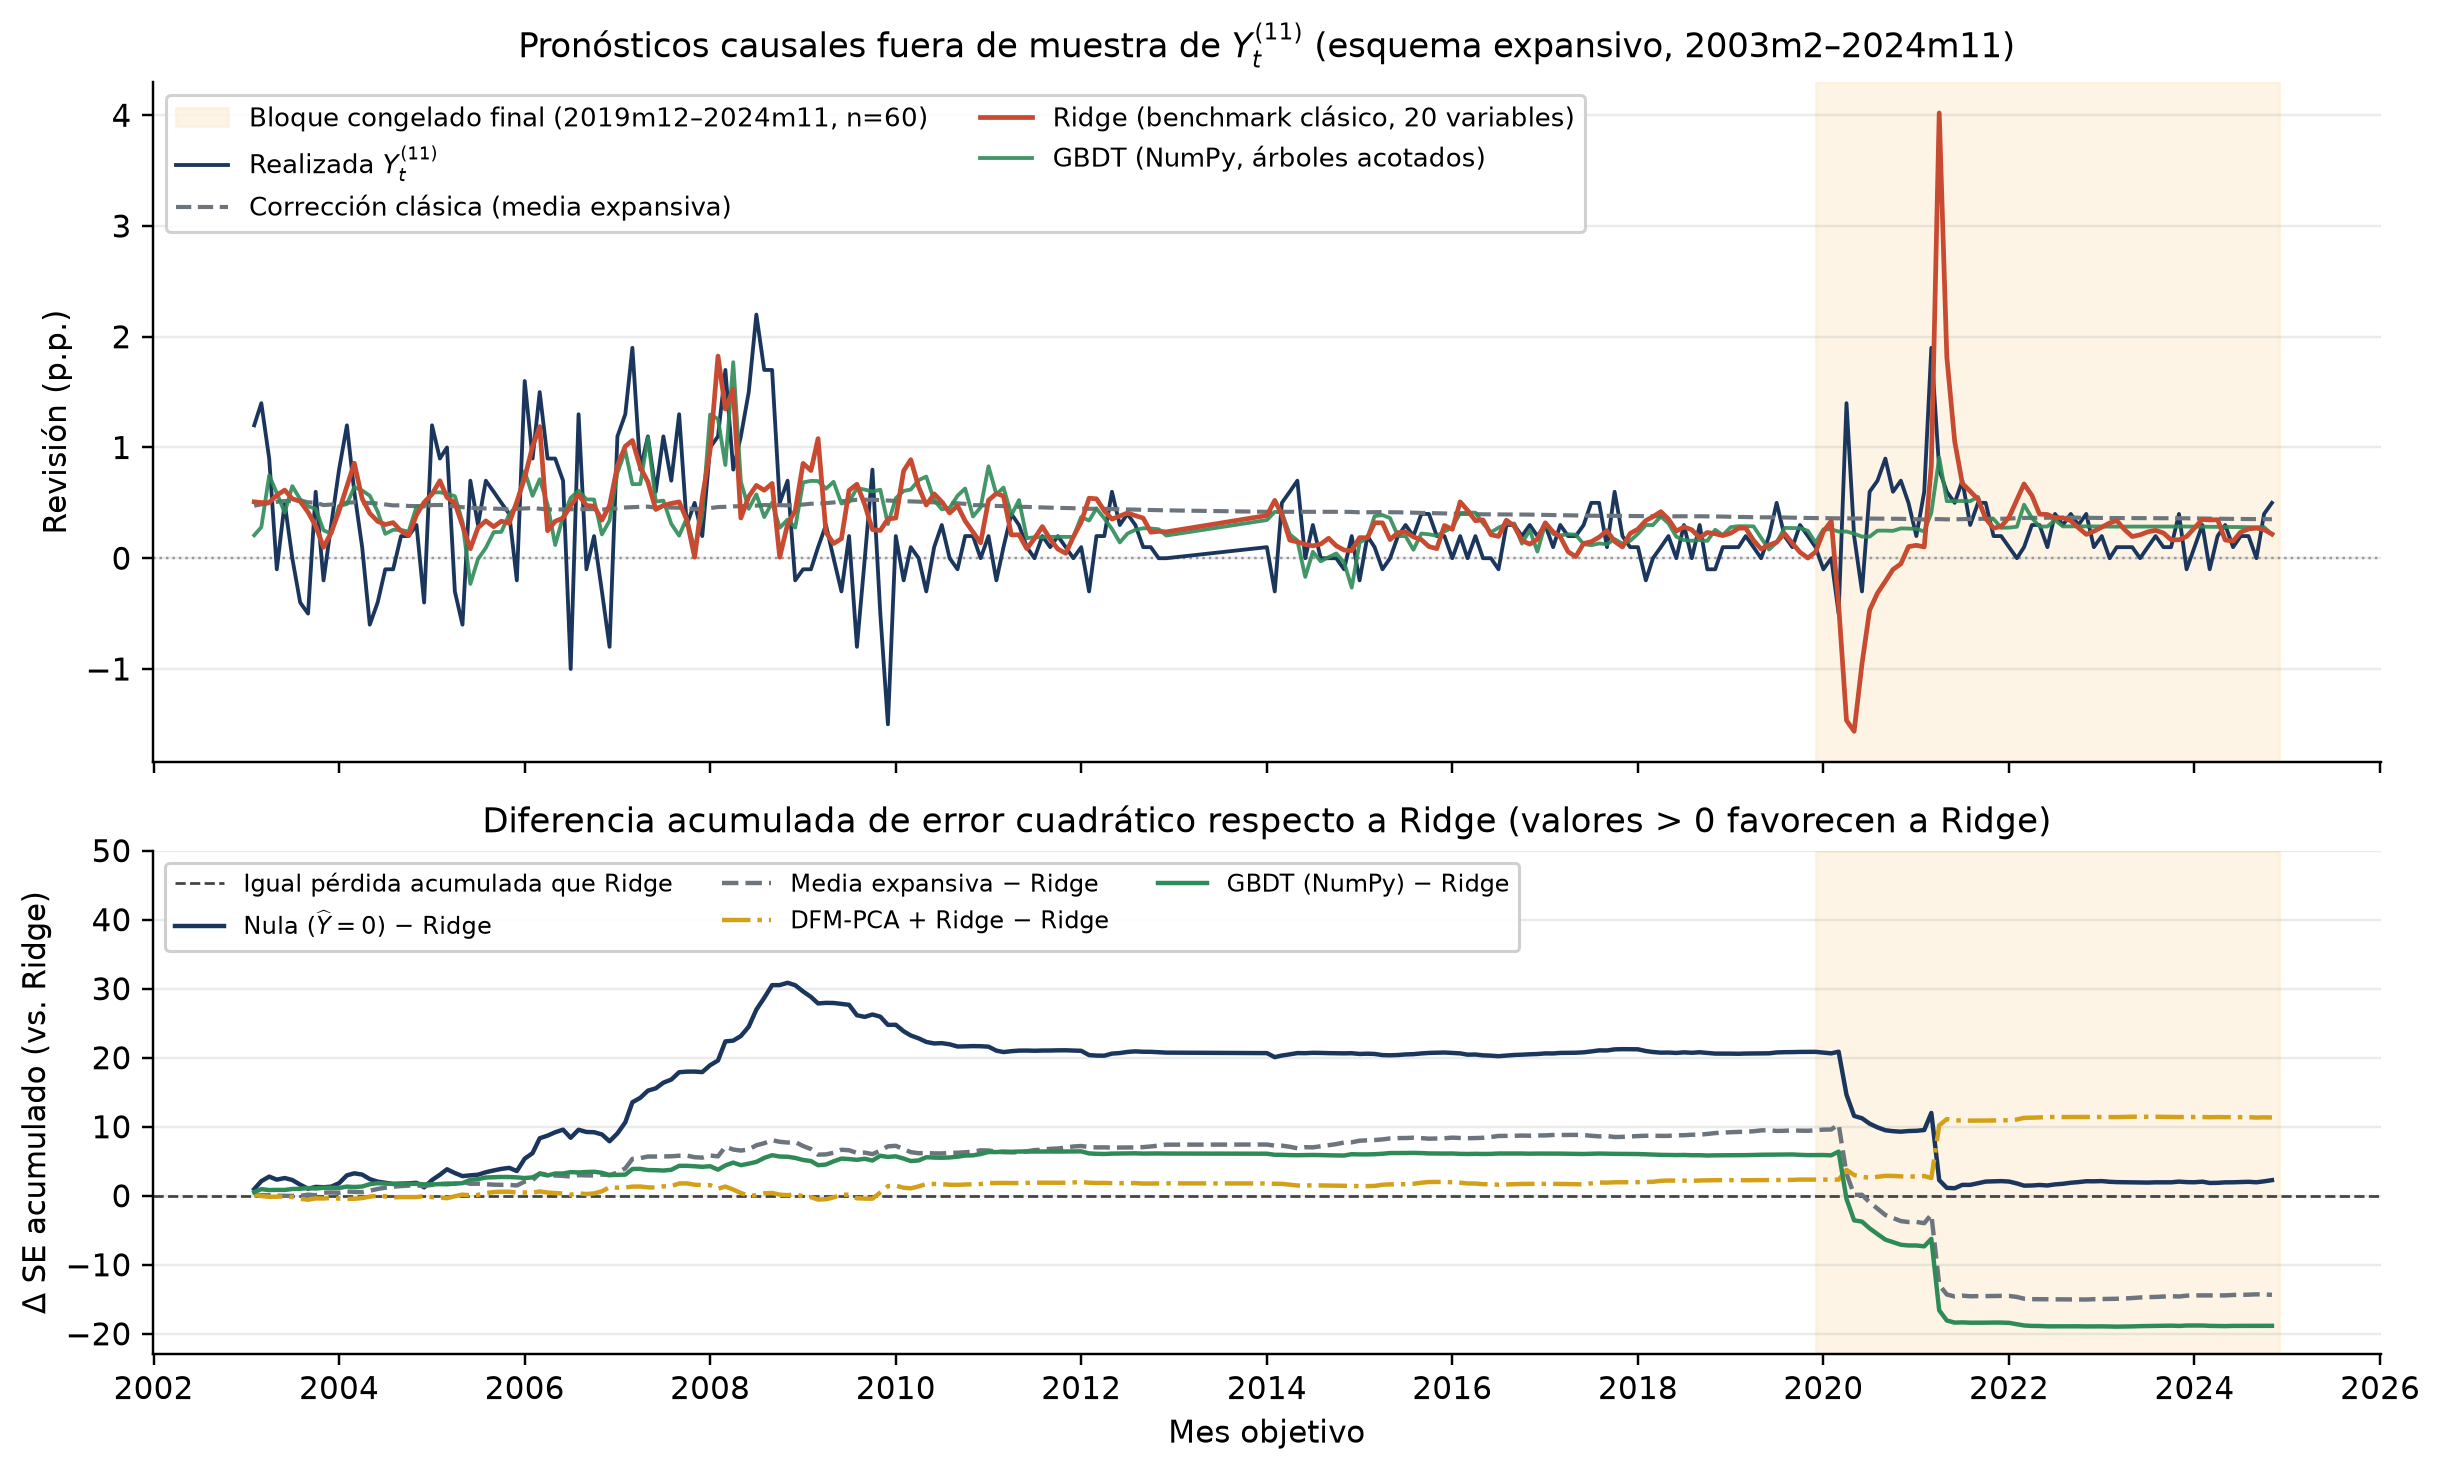 Pronósticos causales fuera de muestra de Y_t^(11) (esquema expansivo, 2003m2–2024m11)
Bloque congelado final (2019m12–2024m11, n=60)
Realizada Y_t^(11)
Corrección clásica (media expansiva)
Ridge (benchmark clásico, 20 variables)
GBDT (NumPy, árboles acotados)
Revisión (p.p.)
4
3
2
1
0
−1
Diferencia acumulada de error cuadrático respecto a Ridge (valores > 0 favorecen a Ridge)
Igual pérdida acumulada que Ridge
Nula (Ŷ = 0) − Ridge
Media expansiva − Ridge
DFM-PCA + Ridge − Ridge
GBDT (NumPy) − Ridge
Δ SE acumulado (vs. Ridge)
50
40
30
20
10
0
−10
−20
2002 2004 2006 2008 2010 2012 2014 2016 2018 2020 2022 2024 2026
Mes objetivo